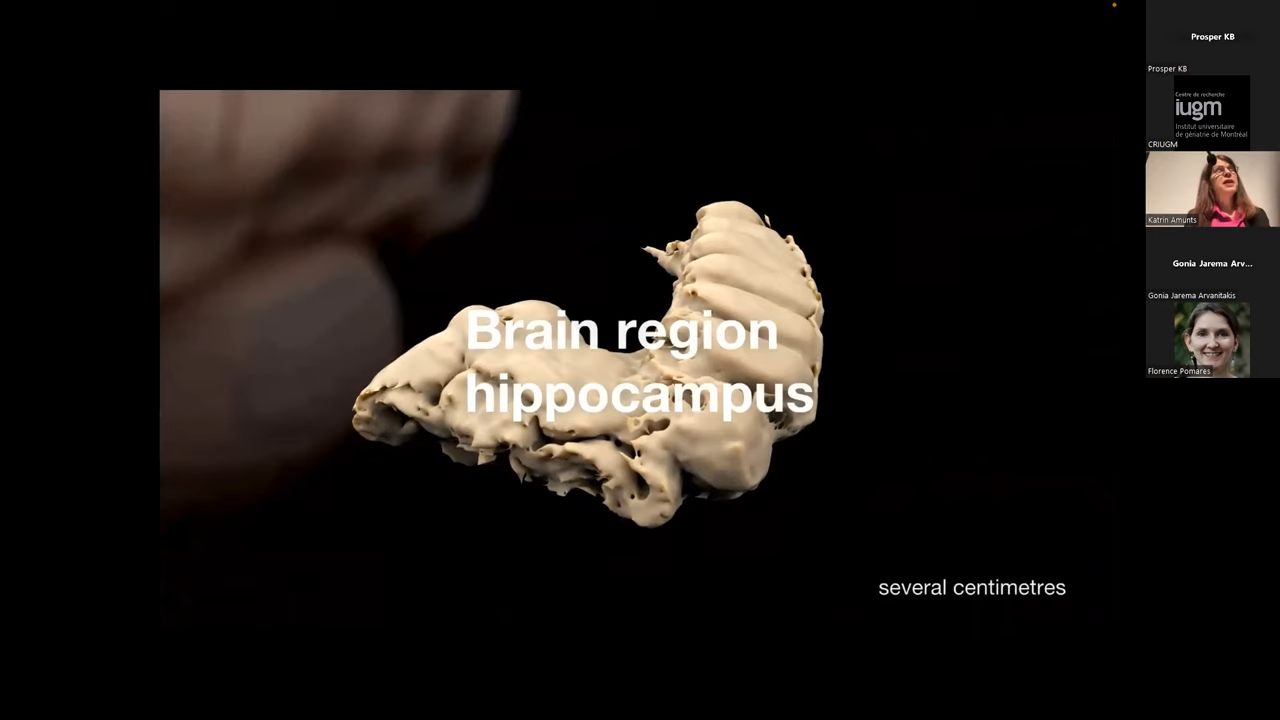 Brain region
hippocampus
several centimetres
Prosper KB
Prosper KB
Centre de recherche
iugm
Institut universitaire
de gériatrie de Montréal
CRIUGM
Katrin Amunts
Gonia Jarema Arv...
Gonia Jarema Arvanitakis
Florence Pomares